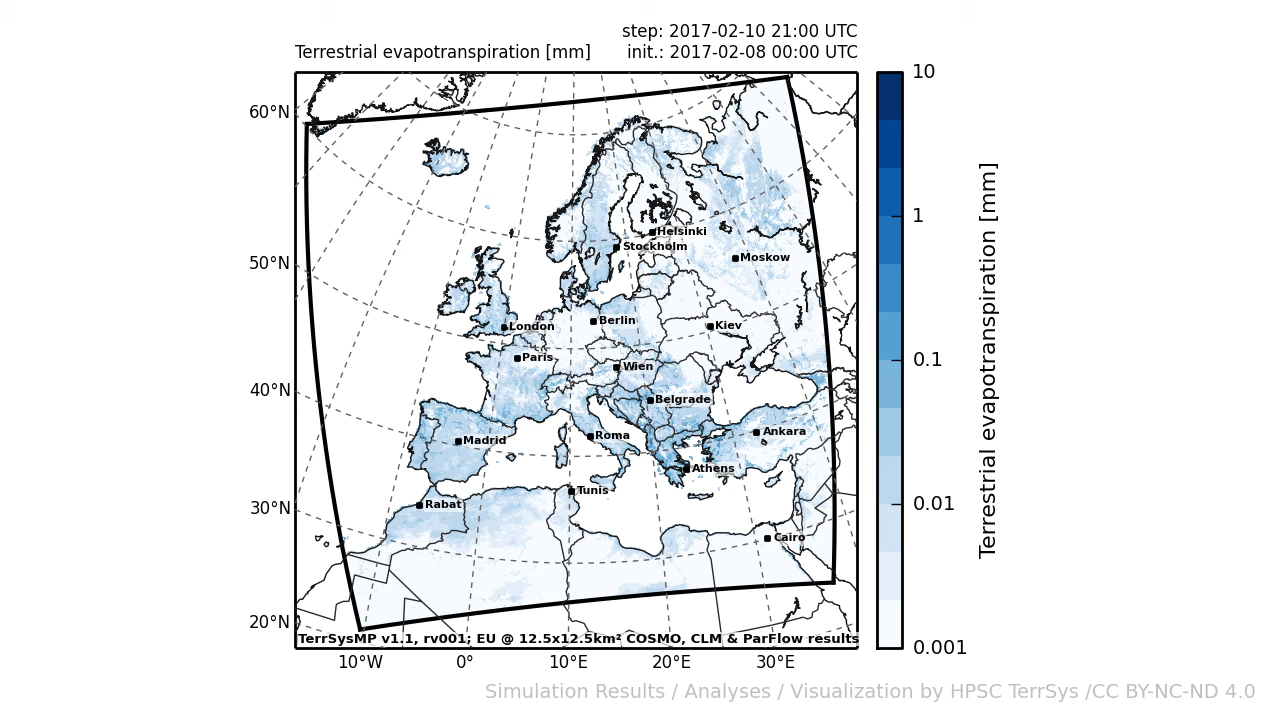 step: 2017-02-10 21:00 UTC
Terrestrial evapotranspiration [mm] init.: 2017-02-08 00:00 UTC
10
60°N
1
Helsinki
Stockholm
Moskow
50°N
London
Berlin
Kiev
Paris
0.1
Wien
40°N
Belgrade
Madrid
Roma
Ankara
Athens
Tunis
Rabat
0.01
30°N
Cairo
Terrestrial evapotranspiration [mm]
20°N
TerrSysMP v1.1, rv001; EU @ 12.5x12.5km² COSMO, CLM & ParFlow results
0.001
10°W 0° 10°E 20°E 30°E
Simulation Results / Analyses / Visualization by HPSC TerrSys /CC BY-NC-ND 4.0